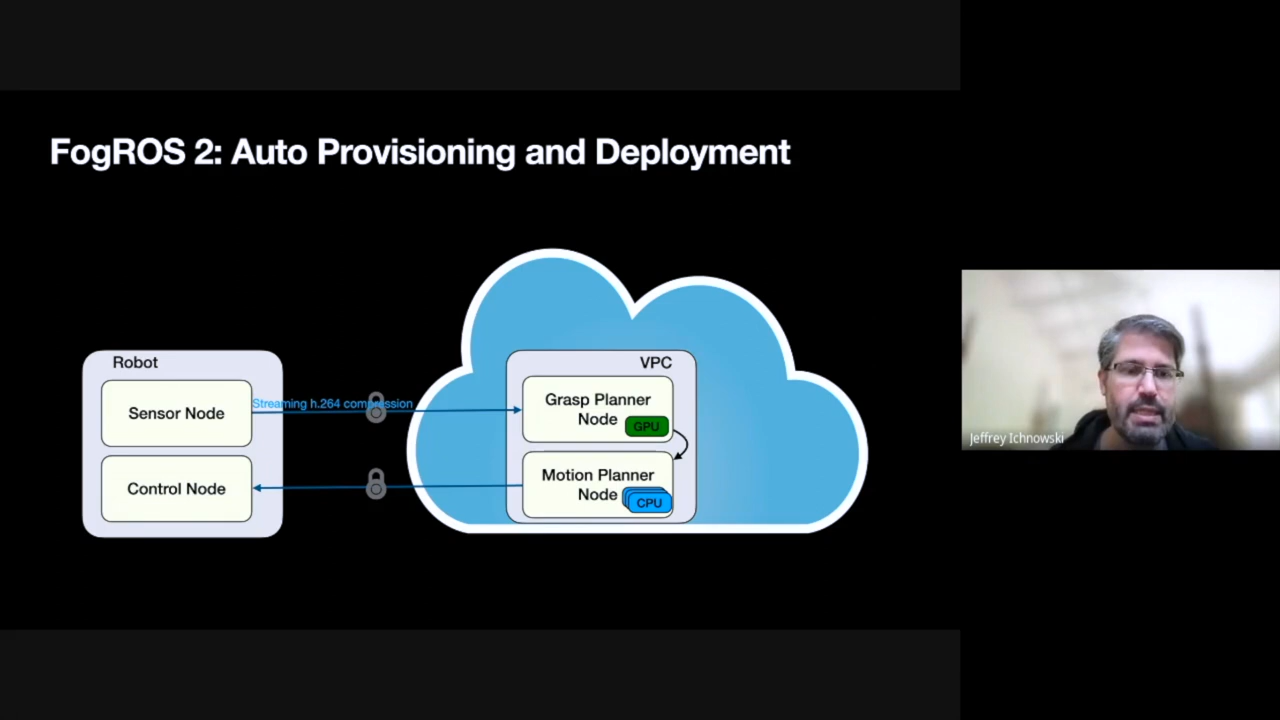 FogROS 2: Auto Provisioning and Deployment
Robot
Sensor Node
Control Node
Streaming h.264 compression
VPC
Grasp Planner
Node
GPU
Motion Planner
Node
CPU
Jeffrey Ichnowski